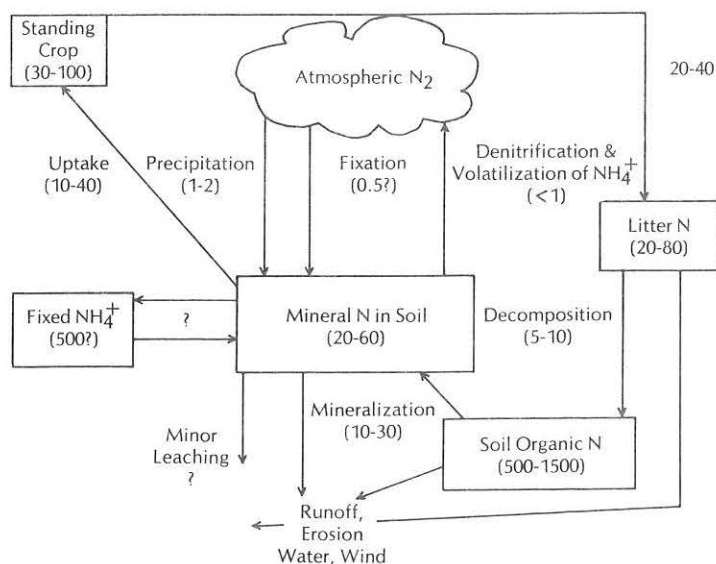 Standing
Crop
(30-100)
Atmospheric N2
20-40
Uptake
(10-40)
Precipitation
(1-2)
Fixation
(0.5?)
Denitrification &
Volatilization of NH4+
(<1)
Litter N
(20-80)
Fixed NH4+
(500?)
?
Mineral N in Soil
(20-60)
Decomposition
(5-10)
Minor
Leaching
?
Mineralization
(10-30)
Soil Organic N
(500-1500)
Runoff,
Erosion
Water, Wind